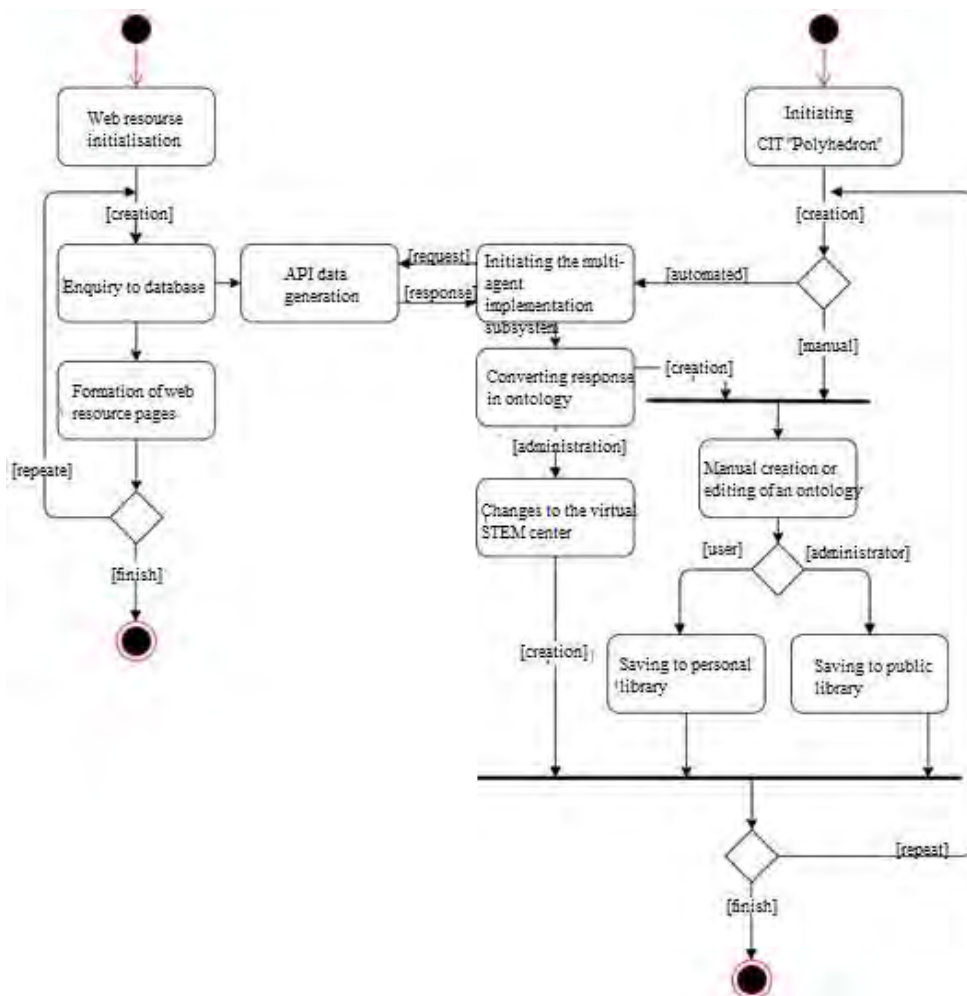 Web resourse
initialisation
Initiating
CIT "Polyhedron"
[creation]
[creation]
Enquiry to database
API data
generation
[request]
[response]
Initiating the multi-
agent
implementation
subsystem
[automated]
[manual]
Formation of web
resource pages
Converting response
in ontology
[creation]
[repeate]
[administration]
Manual creation or
editing of an ontology
Changes to the virtual
STEM center
[user]
[administrator]
[finish]
[creation]
Saving to personal
library
Saving to public
library
[repeat]
[finish]